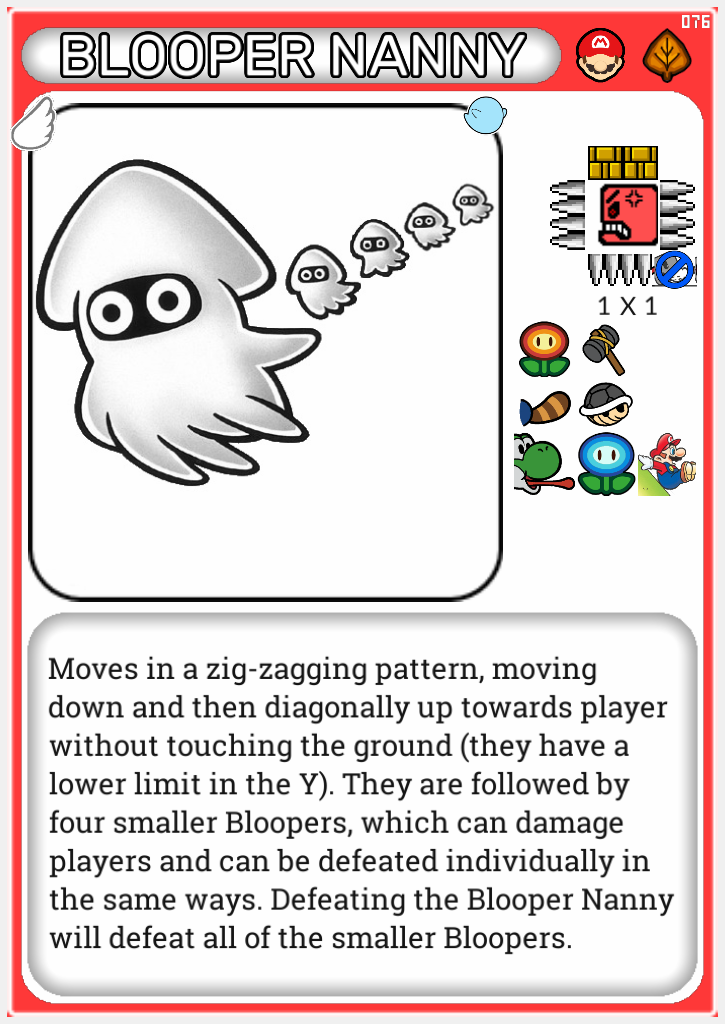 076
BLOOPER NANNY
1 X 1
Moves in a zig-zagging pattern, moving
down and then diagonally up towards player
without touching the ground (they have a
lower limit in the Y). They are followed by
four smaller Bloopers, which can damage
players and can be defeated individually in
the same ways. Defeating the Blooper Nanny
will defeat all of the smaller Bloopers.